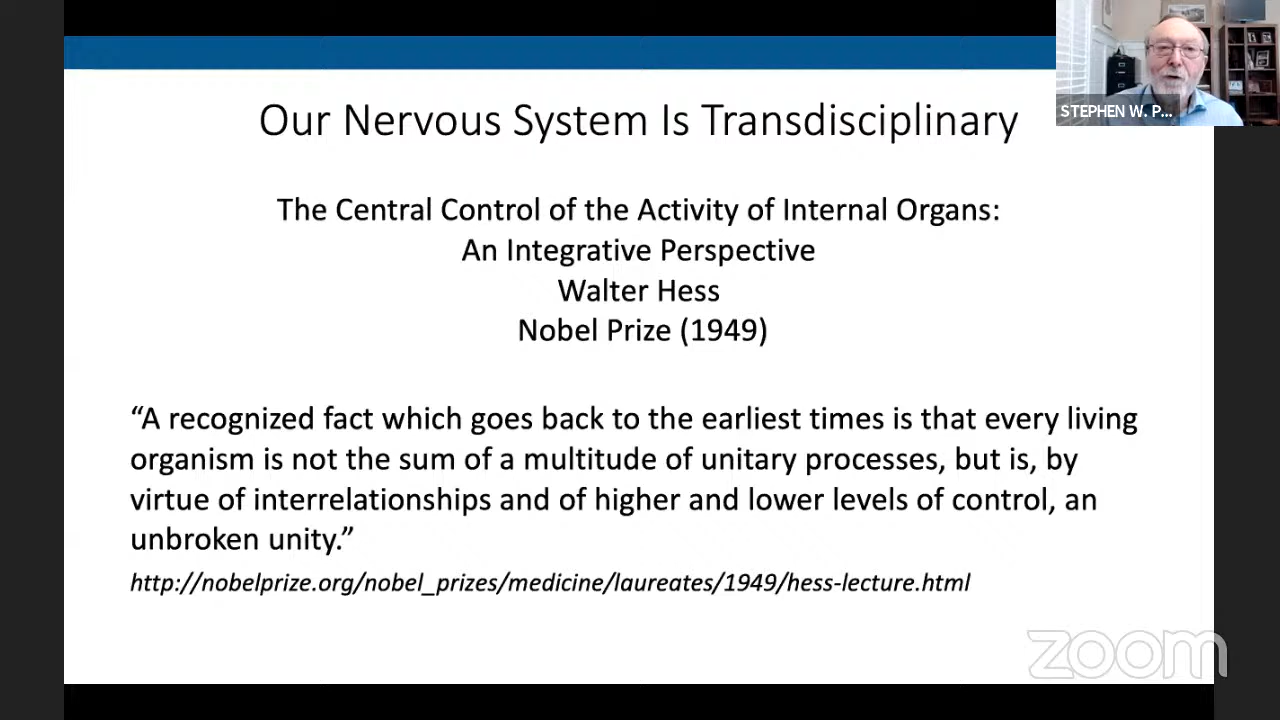 STEPHEN W. P...
Our Nervous System Is Transdisciplinary
The Central Control of the Activity of Internal Organs:
An Integrative Perspective
Walter Hess
Nobel Prize (1949)
“A recognized fact which goes back to the earliest times is that every living
organism is not the sum of a multitude of unitary processes, but is, by
virtue of interrelationships and of higher and lower levels of control, an
unbroken unity.”
http://nobelprize.org/nobel_prizes/medicine/laureates/1949/hess-lecture.html
zoom